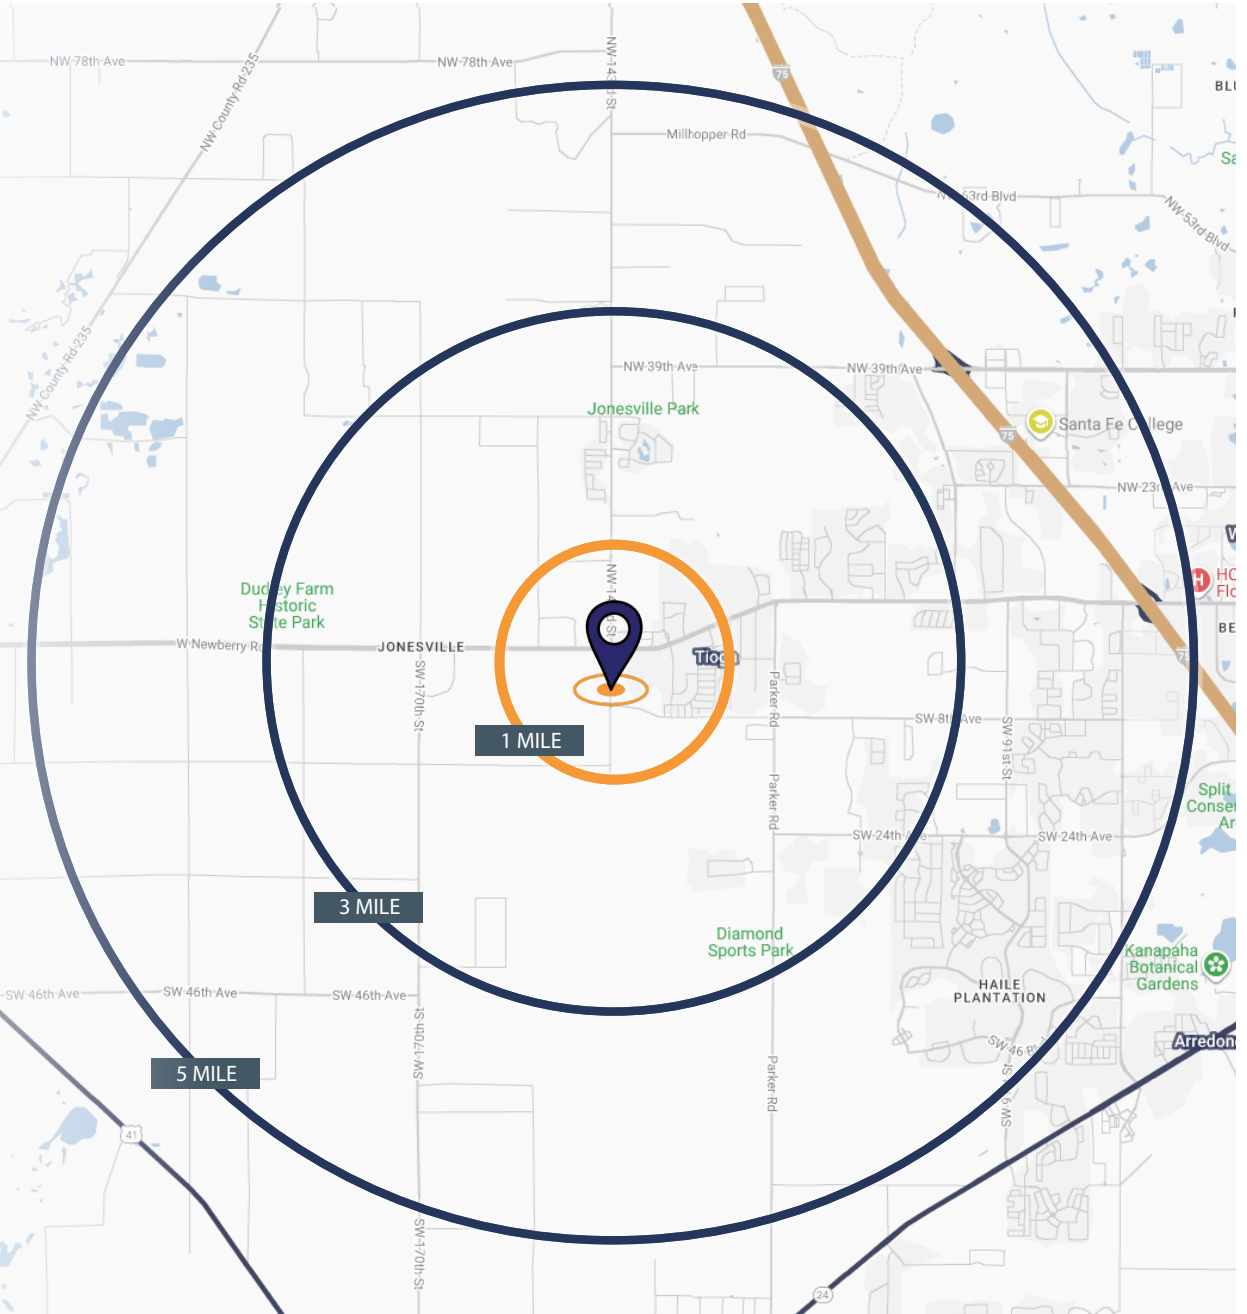 75
NW 78th Ave
NW 78th Ave
NW County Rd 235
Millhopper Rd
NW 53rd Blvd
NW County Rd 235
NW 39th Ave
NW 39th Ave
Jonesville Park
75
Santa Fe College
NW 23rd Ave
H
Dudley Farm
Historic
State Park
W Newberry Rd
JONESVILLE
Tioga
75
SW 170th St
Parker Rd
SW 8th Ave
SW 91st St
1 MILE
Parker Rd
SW 24th Ave
SW 24th Ave
Split
3 MILE
Diamond
Sports Park
Kanapaha
Botanical
Gardens
HAILE
PLANTATION
SW 46th Ave
SW 46th Ave
SW 46th Ave
SW 170th St
5 MILE
Parker Rd
41
SW 170th St
24